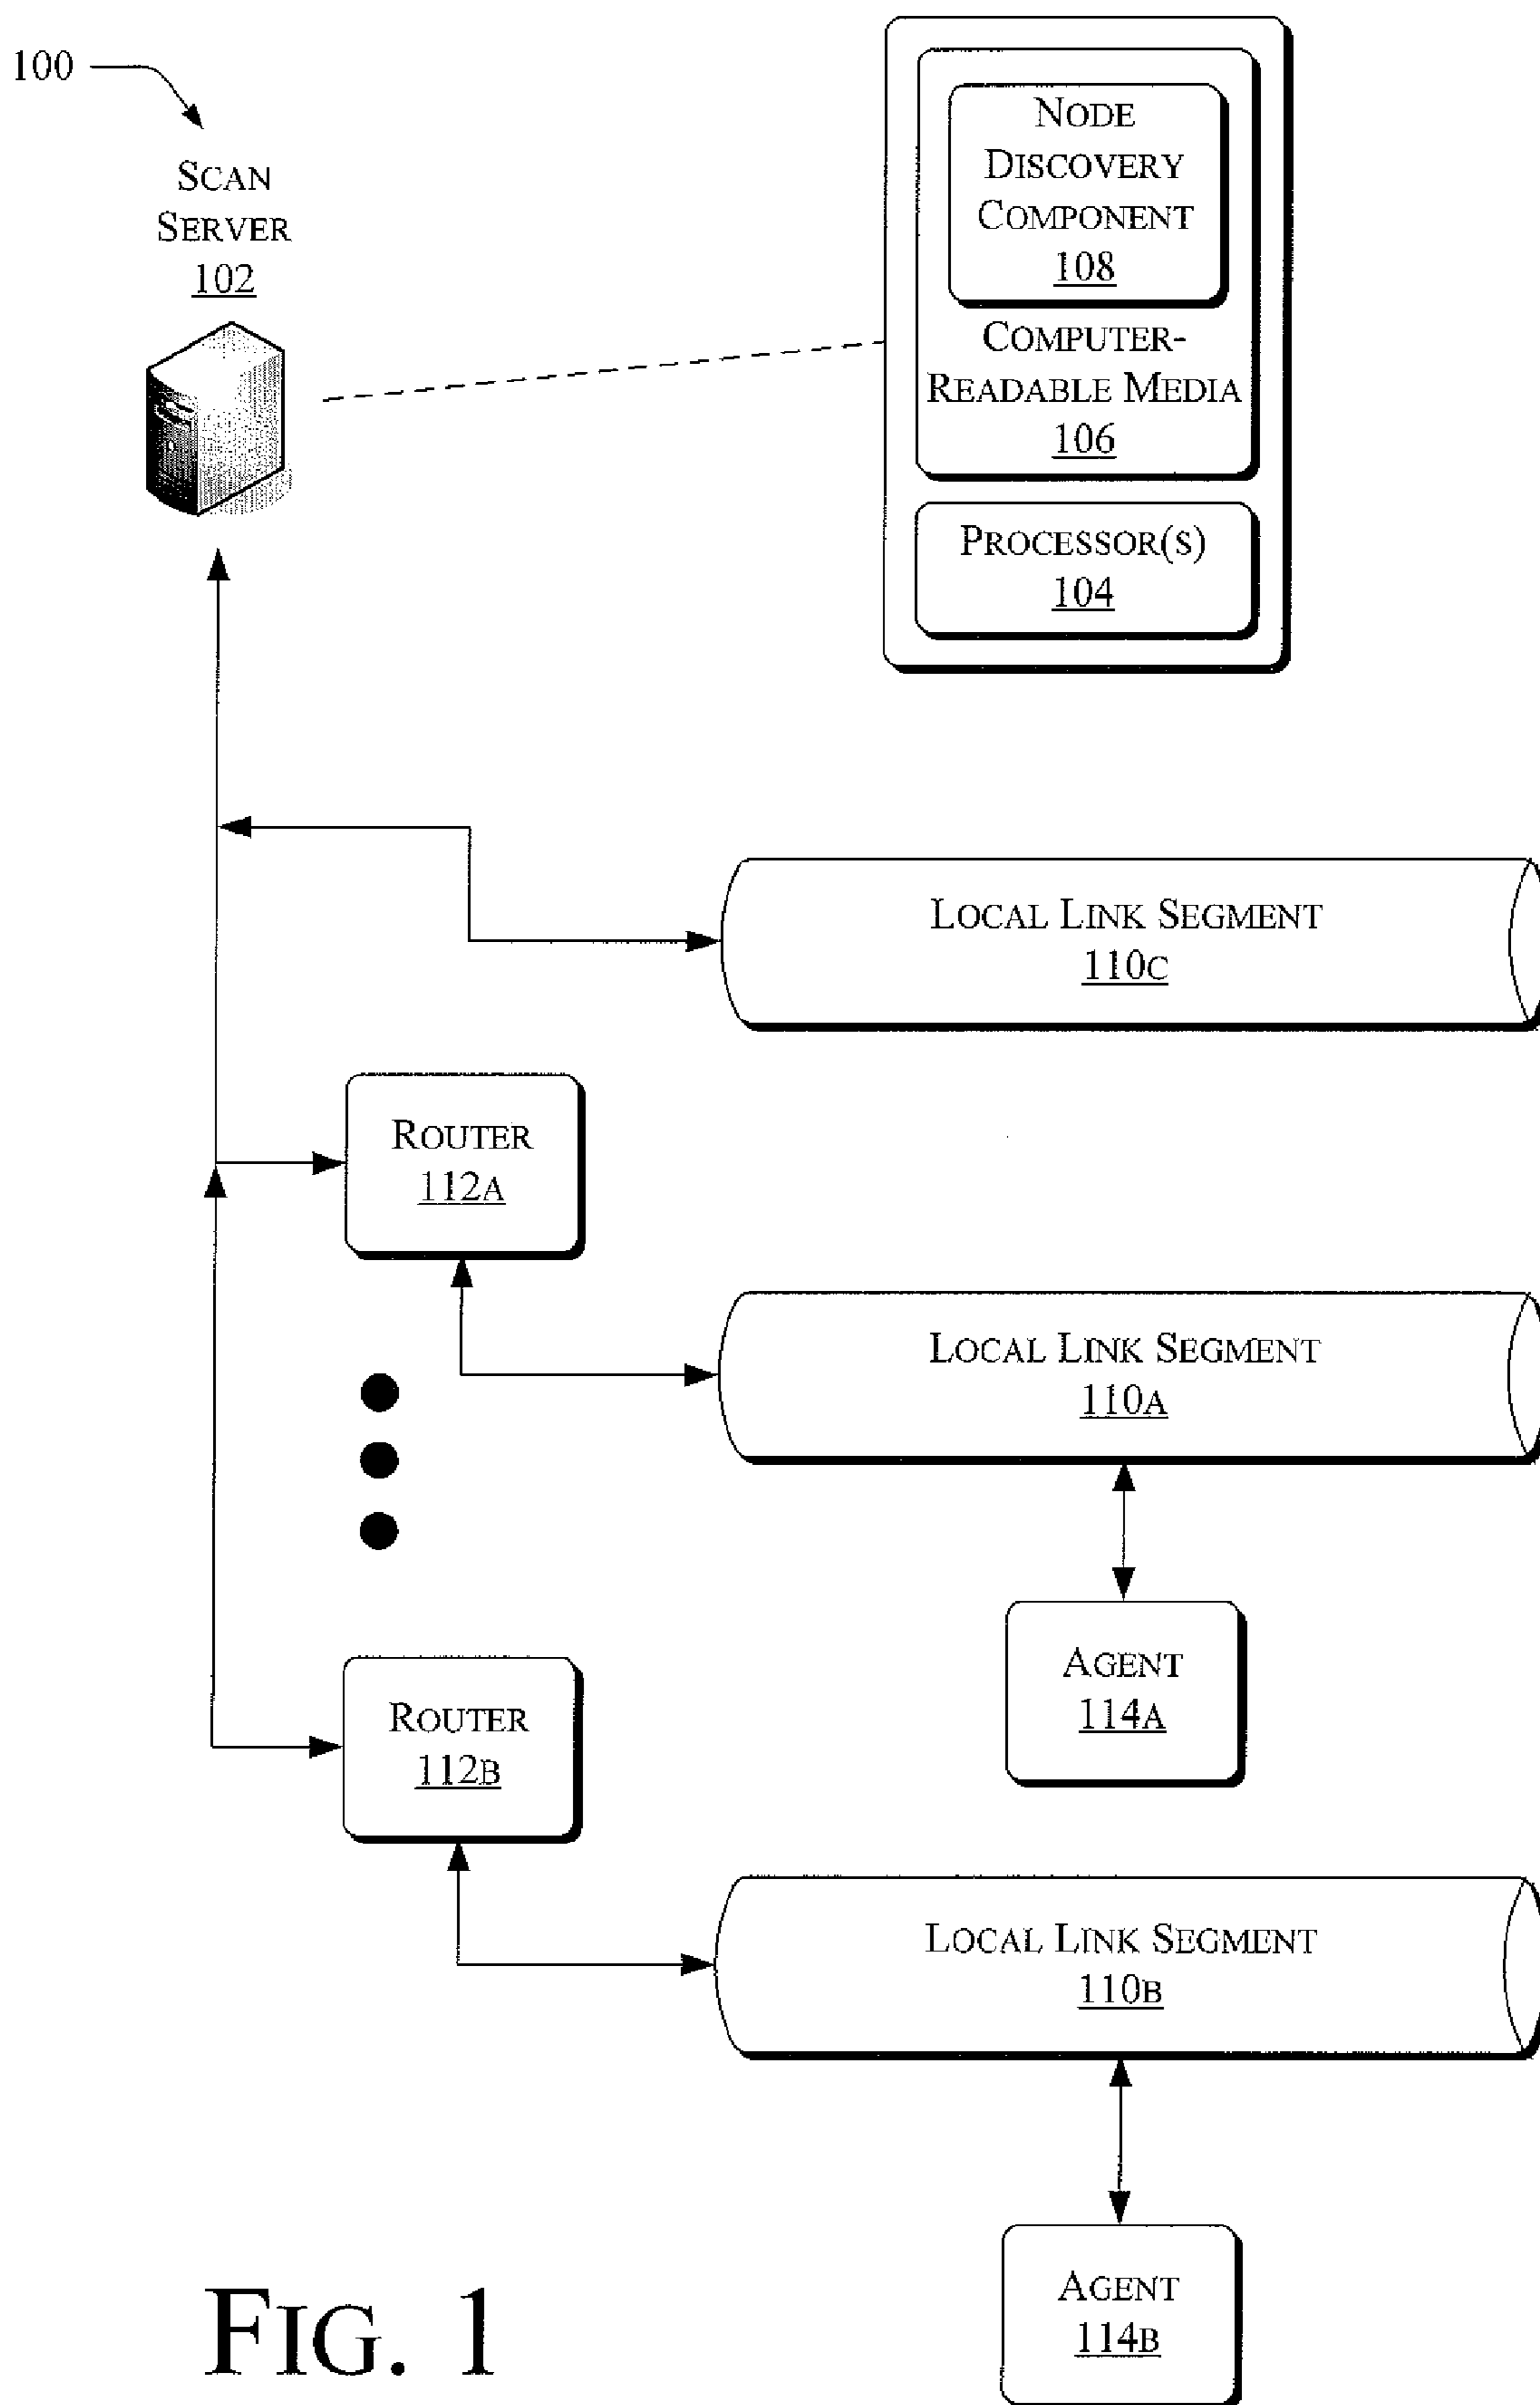 100
SCAN
SERVER
102
NODE
DISCOVERY
COMPONENT
108
COMPUTER-
READABLE MEDIA
106
PROCESSOR(S)
104
LOCAL LINK SEGMENT
110C
ROUTER
112A
LOCAL LINK SEGMENT
110A
AGENT
114A
ROUTER
112B
LOCAL LINK SEGMENT
110B
AGENT
114B
FIG. 1